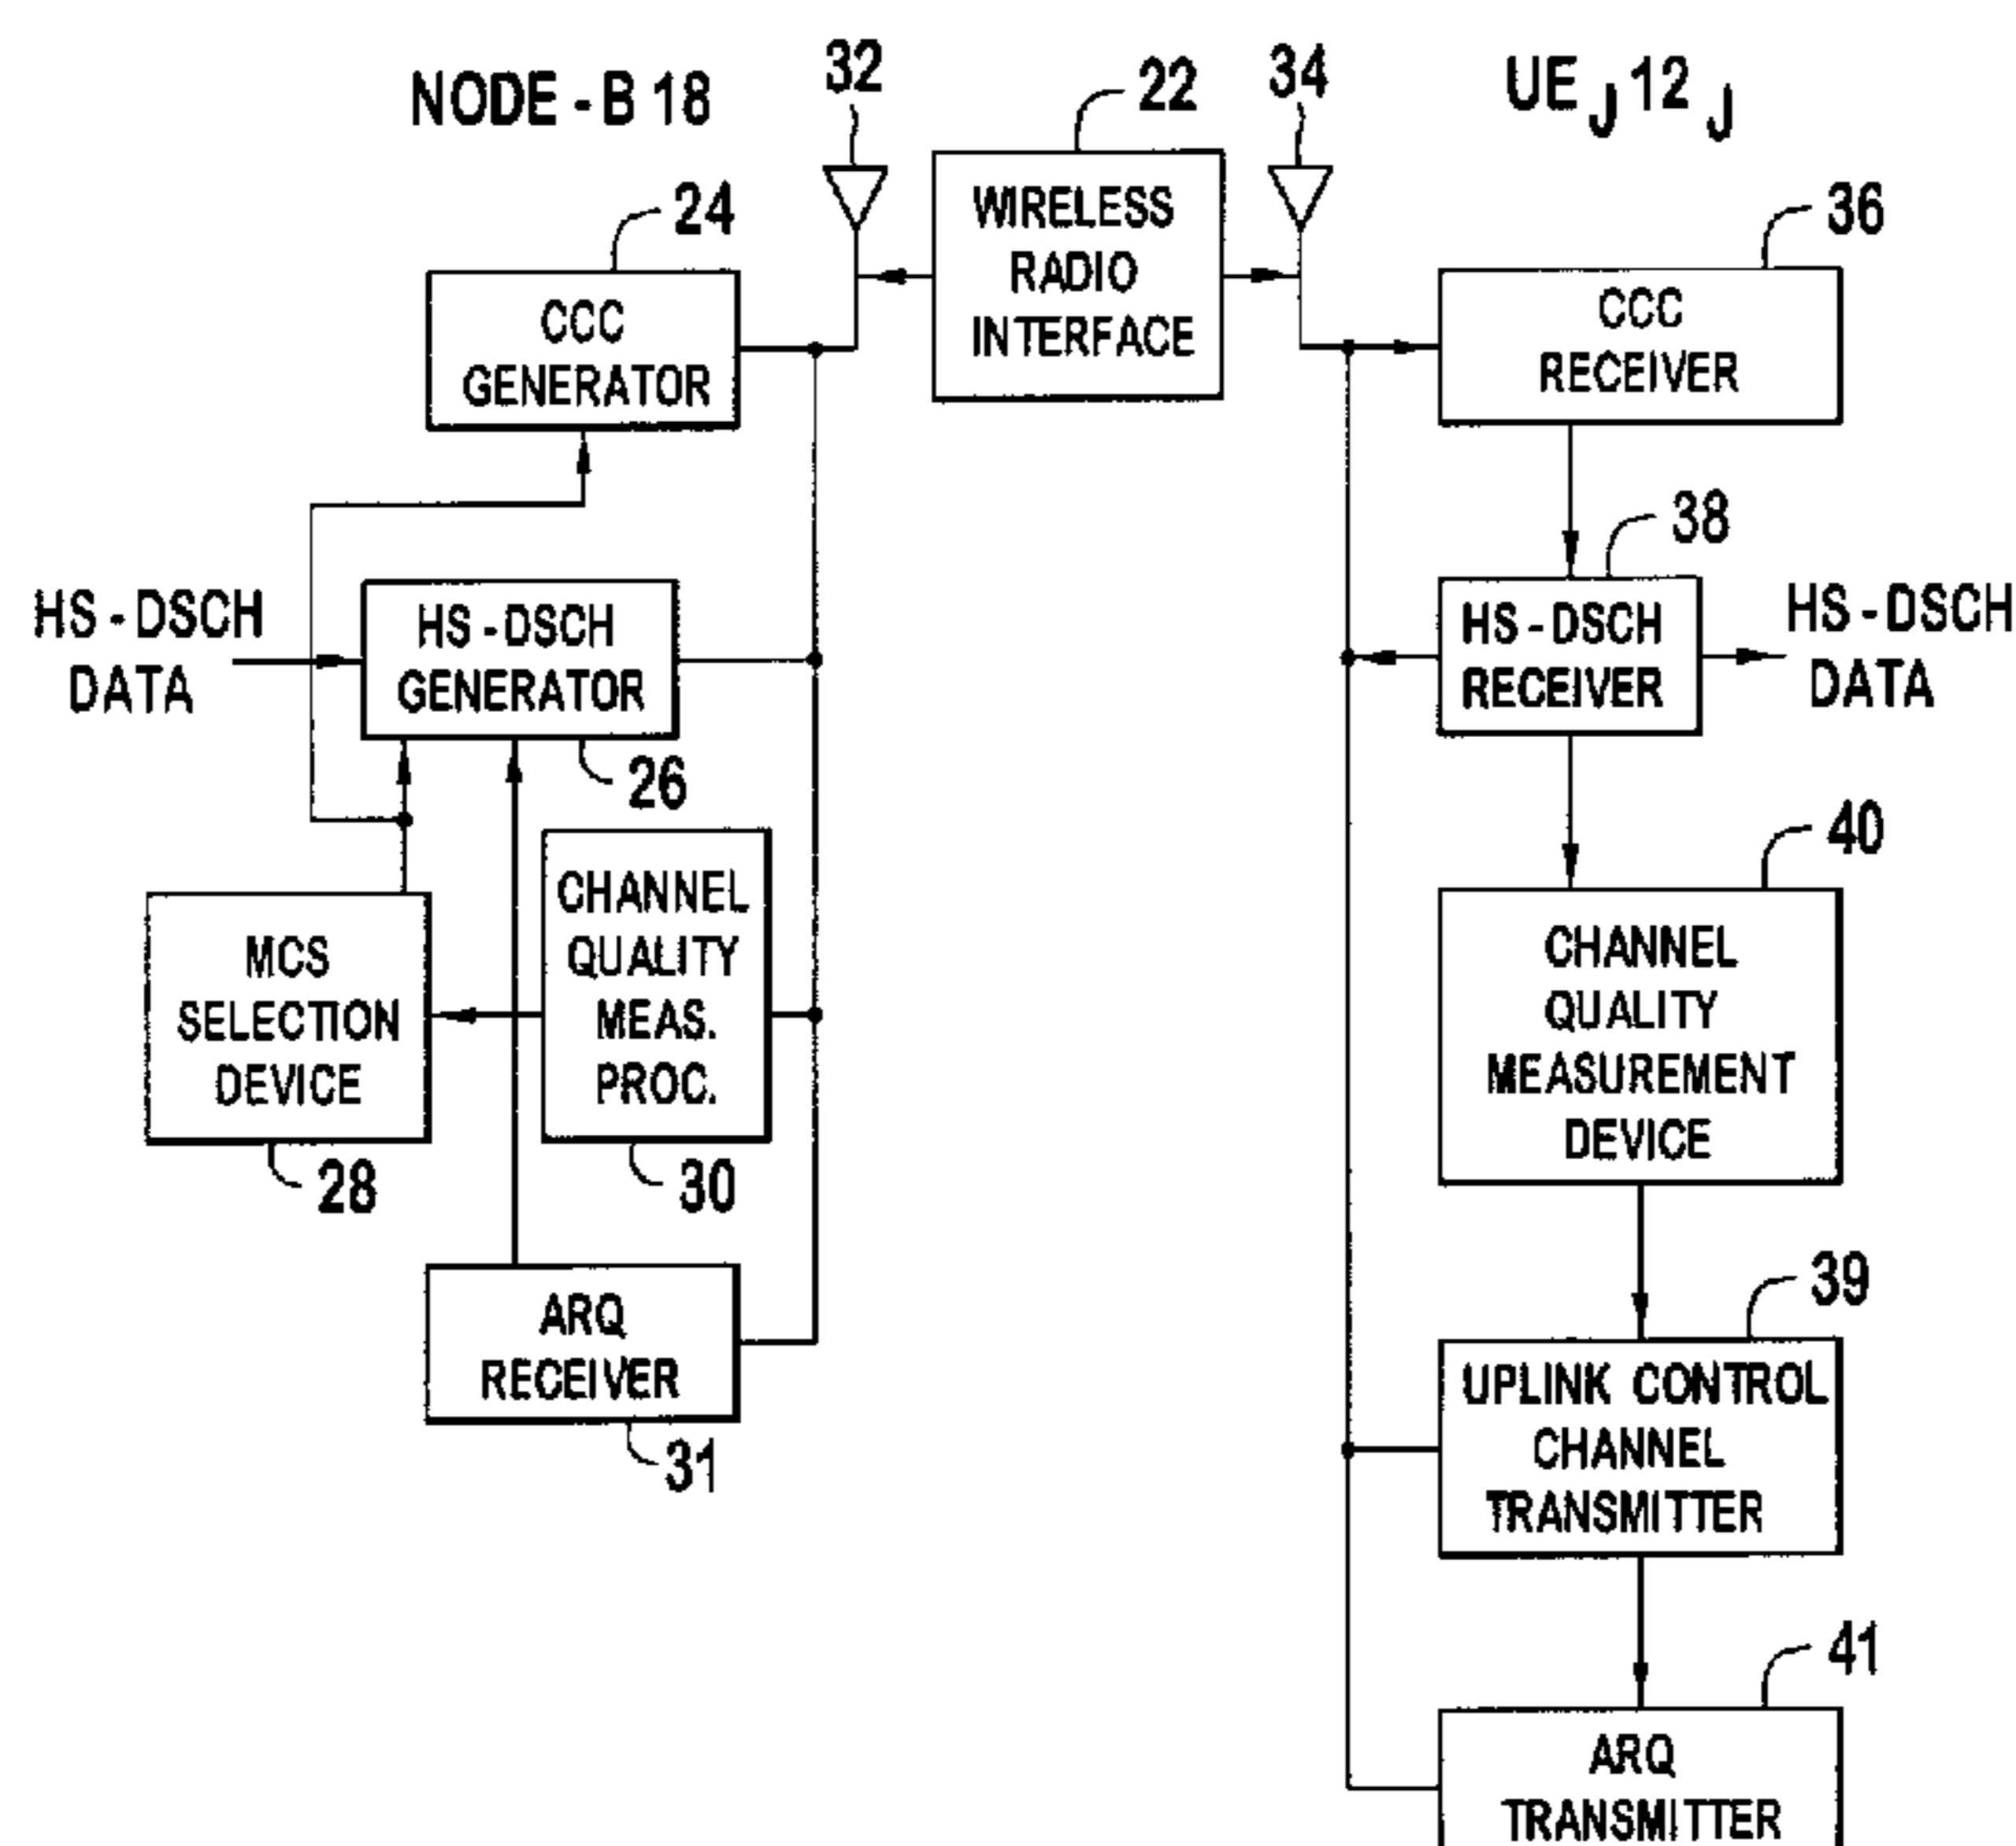 NODE - B 18
32
22
34
UE J 12 J
24
WIRELESS
RADIO
INTERFACE
36
CCC
GENERATOR
CCC
RECEIVER
38
HS - DSCH
DATA
HS - DSCH
GENERATOR
26
HS - DSCH
RECEIVER
HS - DSCH
DATA
40
MCS
SELECTION
DEVICE
28
CHANNEL
QUALITY
MEAS.
PROC.
30
CHANNEL
QUALITY
MEASUREMENT
DEVICE
39
ARQ
RECEIVER
31
UPLINK CONTROL
CHANNEL
TRANSMITTER
41
ARQ
TRANSMITTER